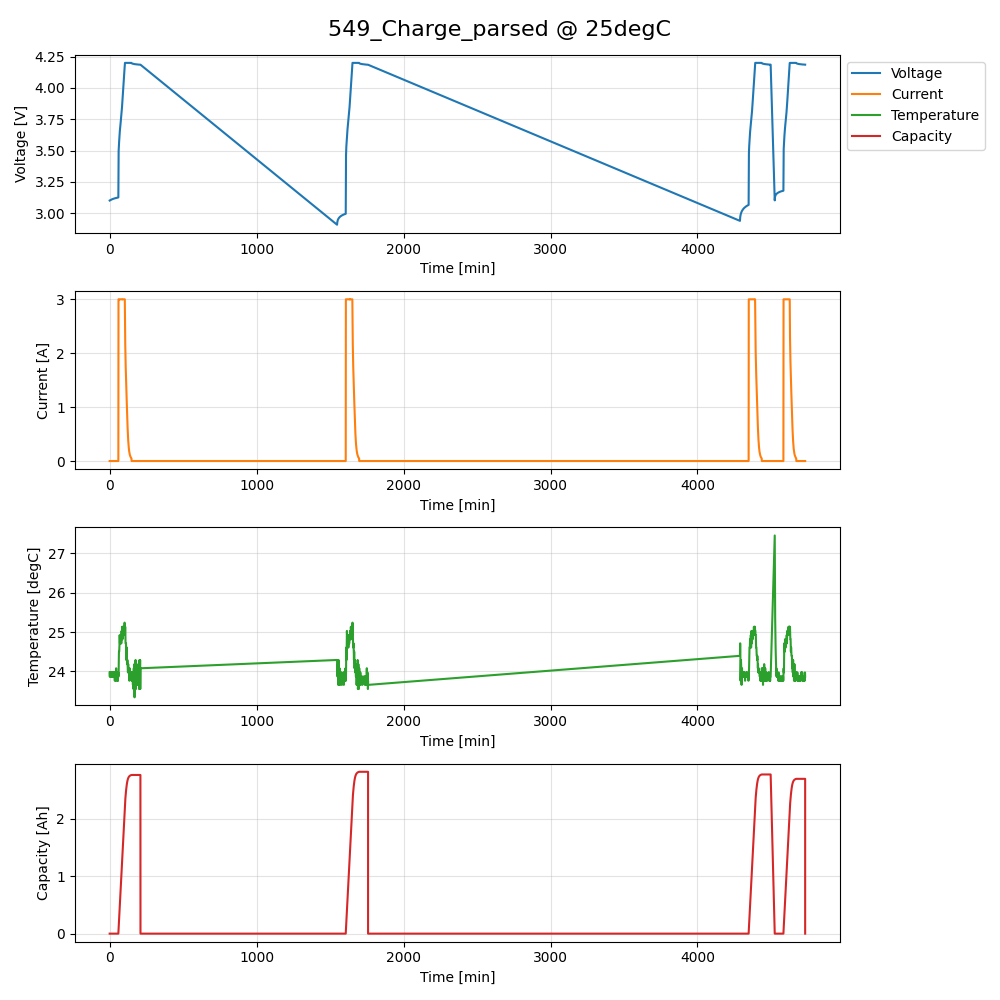 549_Charge_parsed @ 25degC
4.25
4.00
3.75
3.50
3.25
3.00
Voltage [V]
0 1000 2000 3000 4000
Time [min]
Voltage
Current
Temperature
Capacity
3
2
1
0
Current [A]
0 1000 2000 3000 4000
Time [min]
27
26
25
24
Temperature [degC]
0 1000 2000 3000 4000
Time [min]
2
1
0
Capacity [Ah]
0 1000 2000 3000 4000
Time [min]